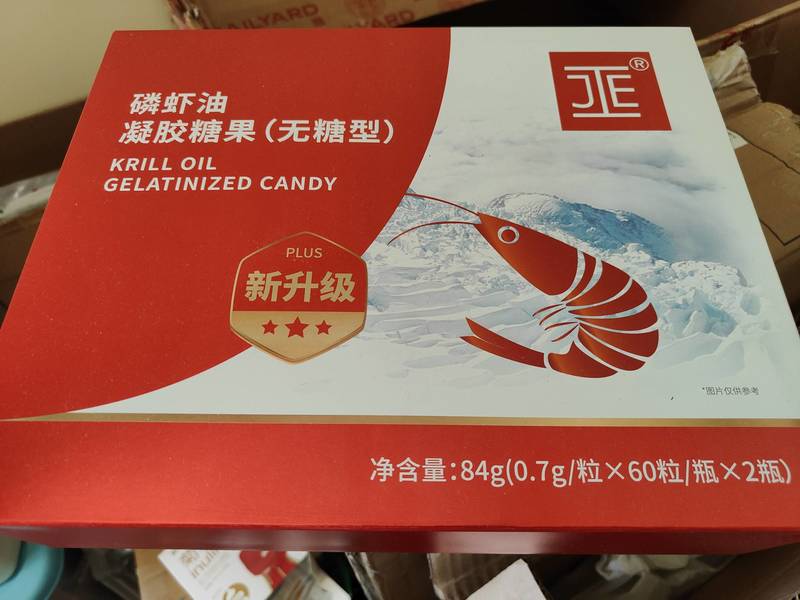 AILYARD
磷虾油
凝胶糖果(无糖型)
KRILL OIL
GELATINIZED CANDY
PLUS
新升级
JE®
*图片仅供参考
净含量:84g(0.7g/粒×60粒/瓶×2瓶)